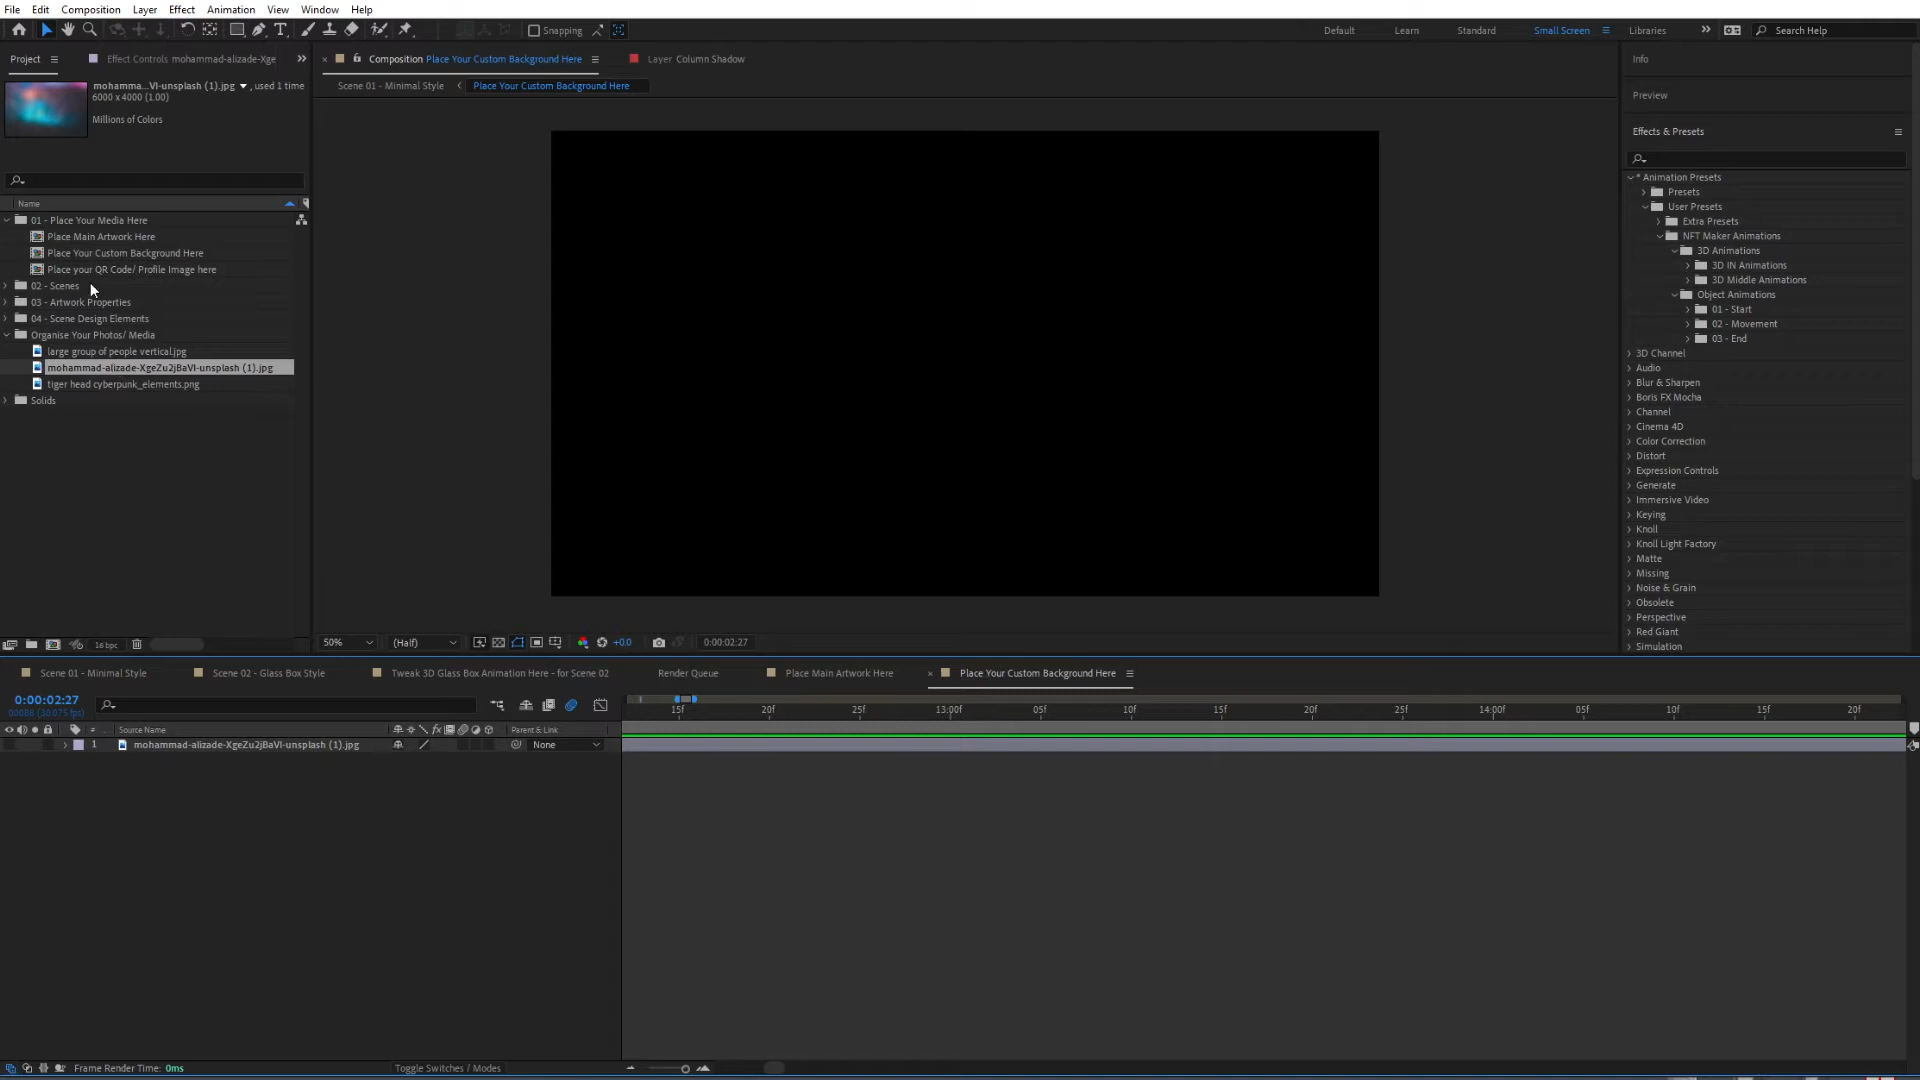 File Edit Composition Layer Effect Animation View Window Help
Snapping Default Learn Standard Small Screen Libraries Search Help
Project Effect Controls mohammad-alizade-Xge
Composition Place Your Custom Background Here Layer Column Shadow
Scene 01 - Minimal Style Place Your Custom Background Here
mohamma...VI-unsplash (1).jpg , used 1 time
6000 x 4000 (1.00)
Millions of Colors
Name
01 - Place Your Media Here
Place Main Artwork Here
Place Your Custom Background Here
Place your QR Code/ Profile Image here
02 - Scenes
03 - Artwork Properties
04 - Scene Design Elements
Organise Your Photos/ Media
large group of people vertical.jpg
mohammad-alizade-XgeZu2jBaVI-unsplash (1).jpg
tiger head cyberpunk_elements.png
Solids
16 bpc
50% (Half) +0.0 0:00:02:27
Info
Preview
Effects & Presets
* Animation Presets
Presets
User Presets
Extra Presets
NFT Maker Animations
3D Animations
3D IN Animations
3D Middle Animations
Object Animations
01 - Start
02 - Movement
03 - End
3D Channel
Audio
Blur & Sharpen
Boris FX Mocha
Channel
Cinema 4D
Color Correction
Distort
Expression Controls
Generate
Immersive Video
Keying
Knoll
Knoll Light Factory
Matte
Missing
Noise & Grain
Obsolete
Perspective
Red Giant
Simulation
Scene 01 - Minimal Style Scene 02 - Glass Box Style Tweak 3D Glass Box Animation Here - for Scene 02 Render Queue Place Main Artwork Here Place Your Custom Background Here
0:00:02:27
00088 (30.075 fps)
15f 20f 25f 13:00f 05f 10f 15f 20f 25f 14:00f 05f 10f 15f 20f
# Source Name Parent & Link
1 mohammad-alizade-XgeZu2jBaVI-unsplash (1).jpg None
Frame Render Time: 0ms Toggle Switches / Modes